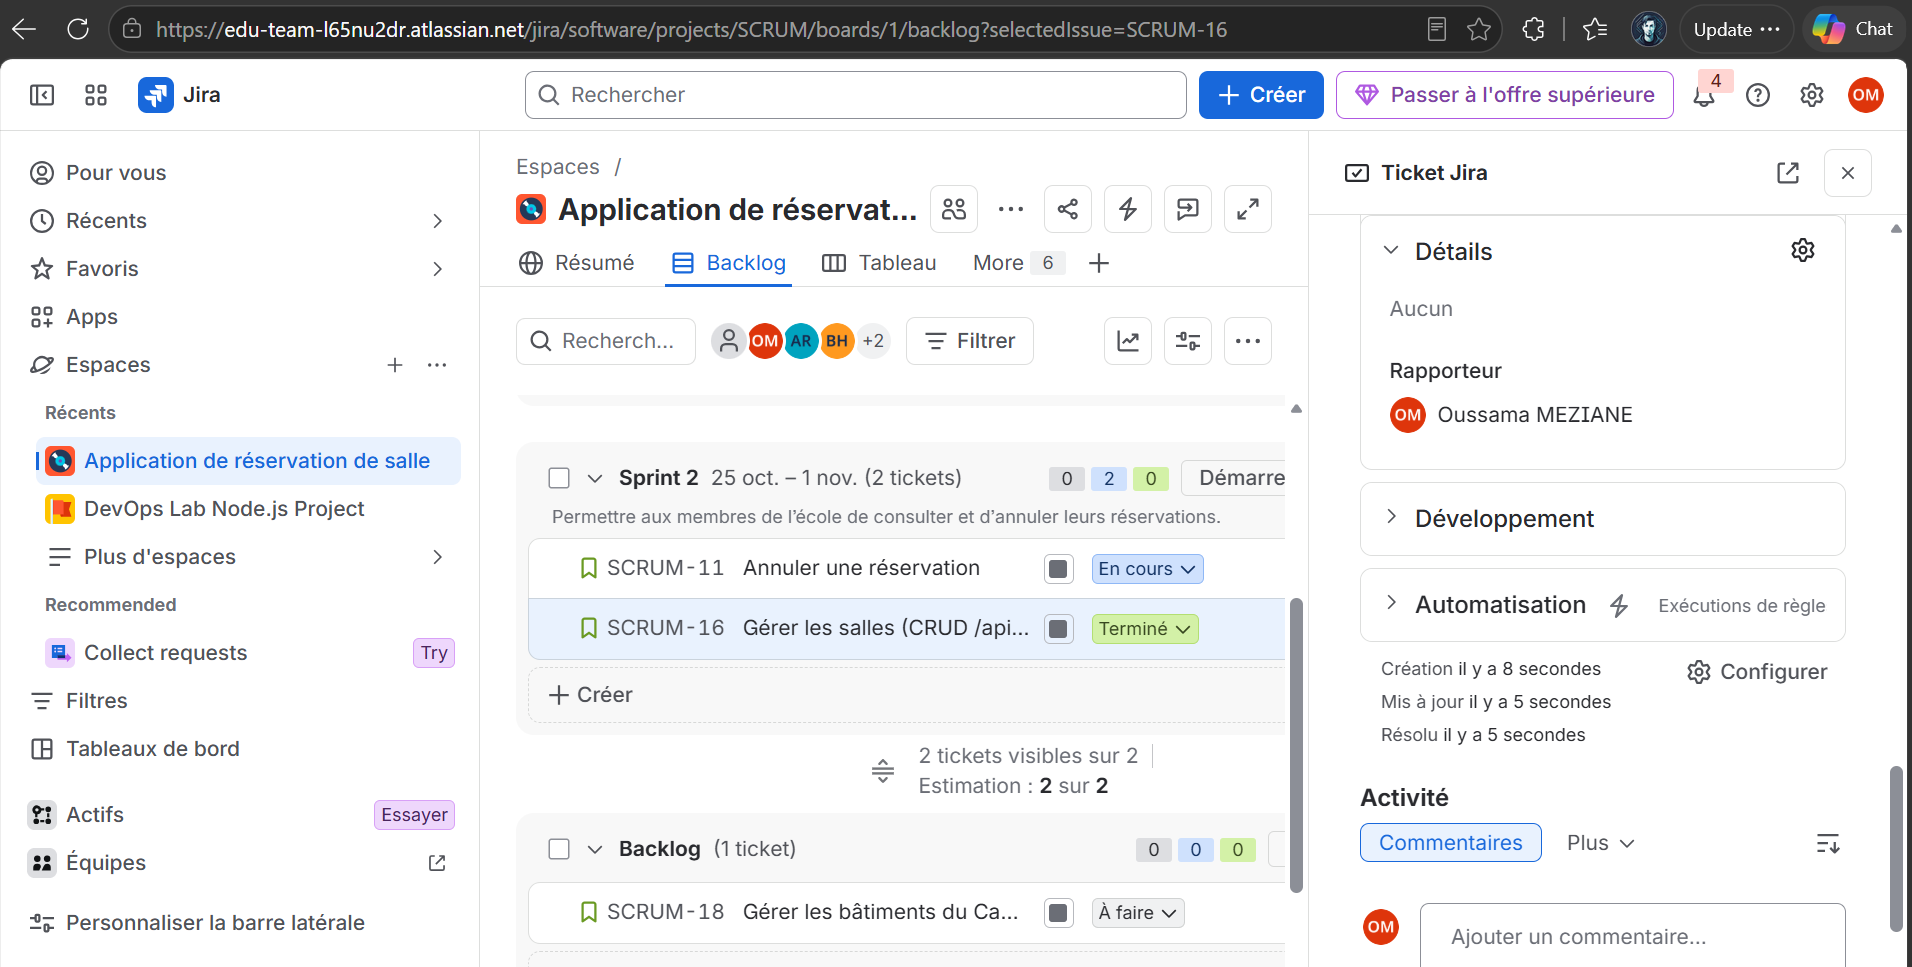 https://edu-team-l65nu2dr.atlassian.net/jira/software/projects/SCRUM/boards/1/backlog?selectedIssue=SCRUM-16
Update
Chat
Jira
Rechercher
Créer
Passer à l'offre supérieure
4
OM
Pour vous
Récents
Favoris
Apps
Espaces
Récents
Application de réservation de salle
DevOps Lab Node.js Project
Plus d'espaces
Recommended
Collect requests
Try
Filtres
Tableaux de bord
Actifs
Essayer
Équipes
Personnaliser la barre latérale
Espaces /
Application de réservat...
Résumé
Backlog
Tableau
More 6
Recherch...
OM
AR
BH
+2
Filtrer
Sprint 2 25 oct. – 1 nov. (2 tickets)
0 2 0
Démarre
Permettre aux membres de l'école de consulter et d'annuler leurs réservations.
SCRUM-11 Annuler une réservation
En cours
SCRUM-16 Gérer les salles (CRUD /api...
Terminé
Créer
2 tickets visibles sur 2
Estimation : 2 sur 2
Backlog (1 ticket)
0 0 0
SCRUM-18 Gérer les bâtiments du Ca...
À faire
Ticket Jira
Détails
Aucun
Rapporteur
OM Oussama MEZIANE
Développement
Automatisation
Exécutions de règle
Création il y a 8 secondes
Configurer
Mis à jour il y a 5 secondes
Résolu il y a 5 secondes
Activité
Commentaires
Plus
OM
Ajouter un commentaire...